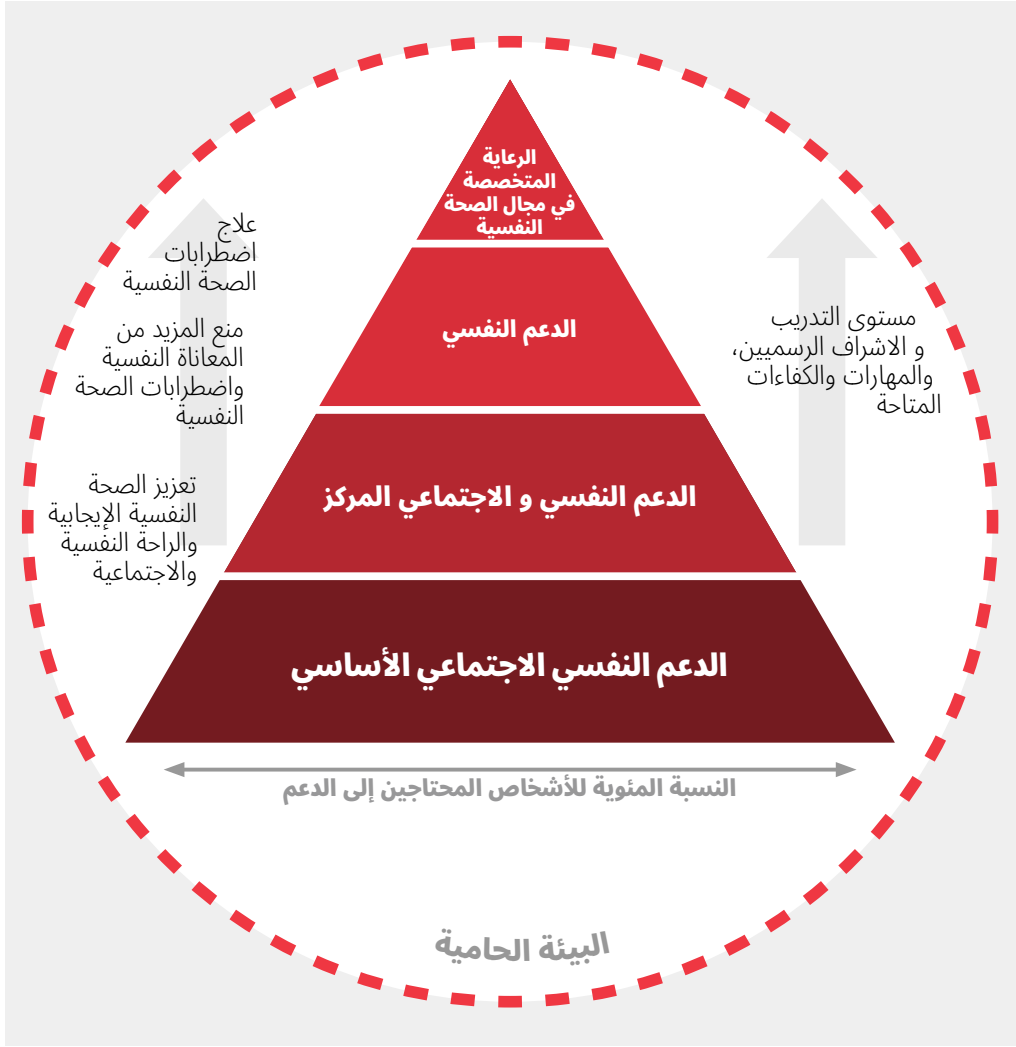 الرعاية
المتخصصة
في مجال الصحة
النفسية
الدعم النفسي
الدعم النفسي و الاجتماعي المركز
الدعم النفسي الاجتماعي الأساسي
مستوى التدريب
و الاشراف الرسميين،
والمهارات والكفاءات
المتاحة
علاج
اضطرابات
الصحة النفسية
منع المزيد من
المعاناة النفسية
واضطرابات الصحة
النفسية
تعزيز الصحة
النفسية الإيجابية
والراحة النفسية
والاجتماعية
النسبة المئوية للأشخاص المحتاجين إلى الدعم
البيئة الحامية